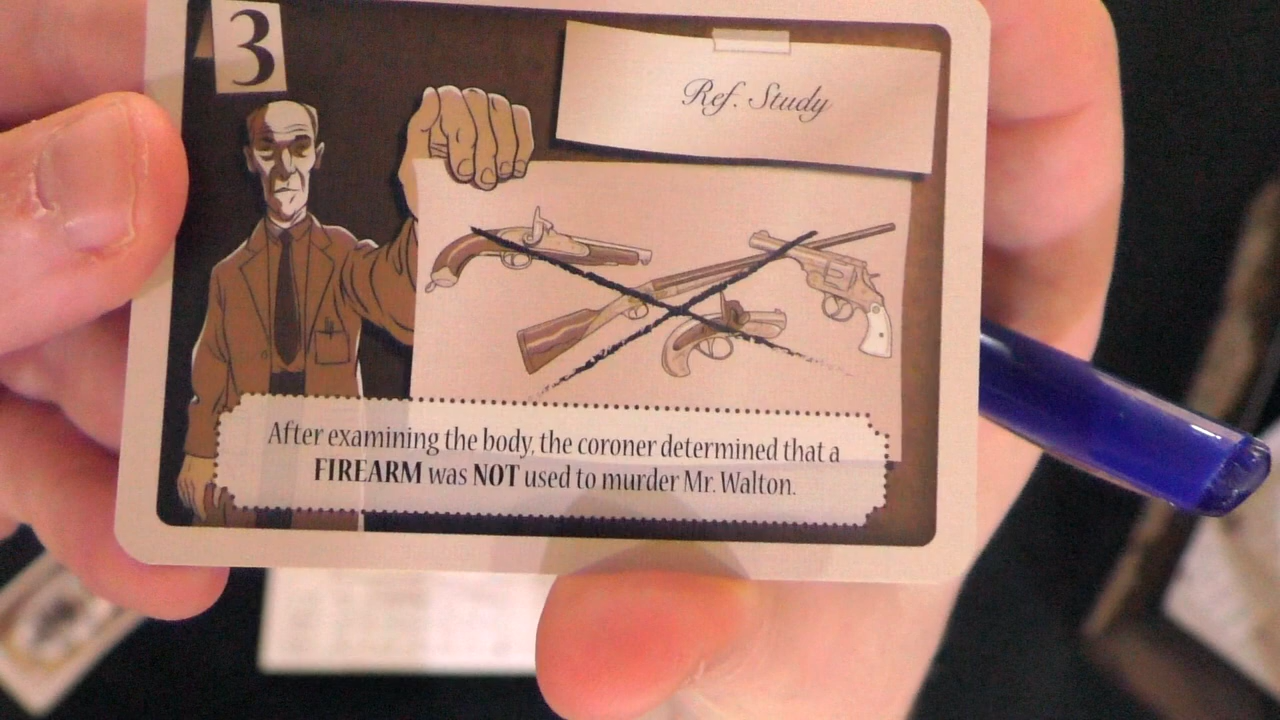 3
Ref. Study
After examining the body, the coroner determined that a
FIREARM was NOT used to murder Mr. Walton.